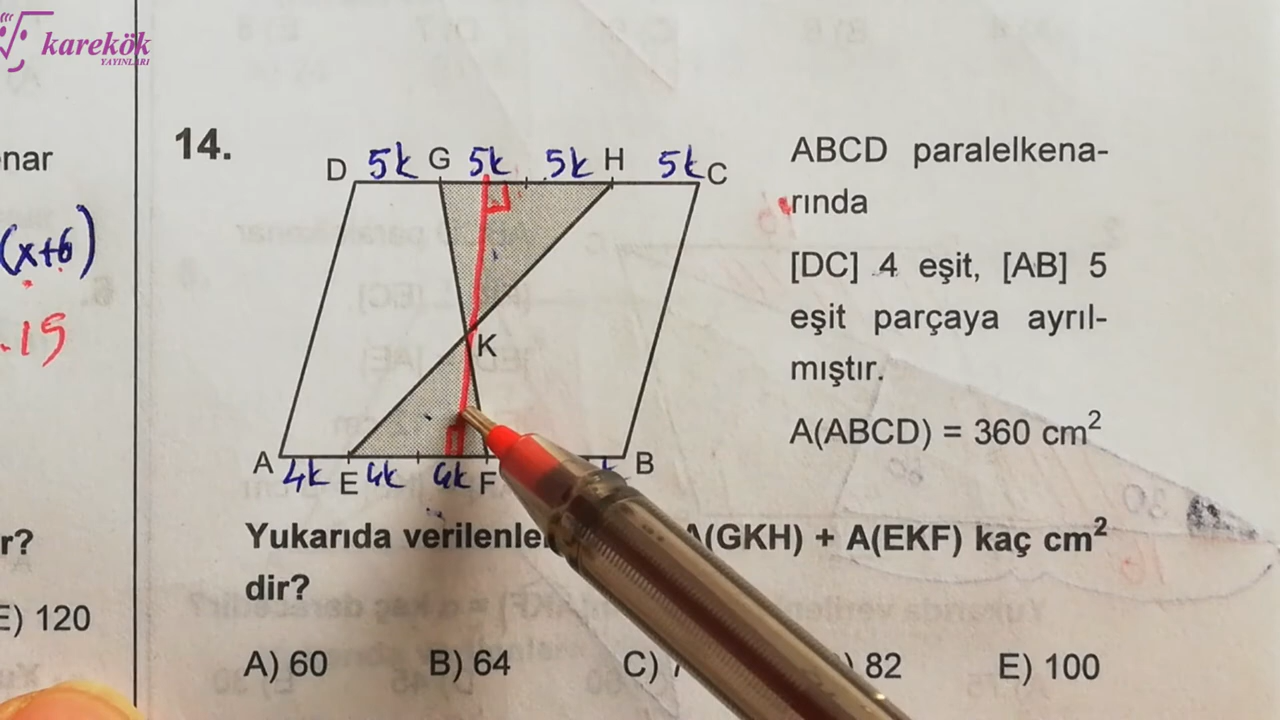 karekök
YAYINLARI
14.
D 5k G 5k 5k H 5k C
K
A 4k E 4k 4k F B
ABCD paralelkena-
rında
[DC] 4 eşit, [AB] 5
eşit parçaya ayrıl-
mıştır.
A(ABCD) = 360 cm²
Yukarıda A(GKH) + A(EKF) kaç cm²
dir?
A) 60 B) 64 C) 82 E) 100
(x+6)
.15
E) 120